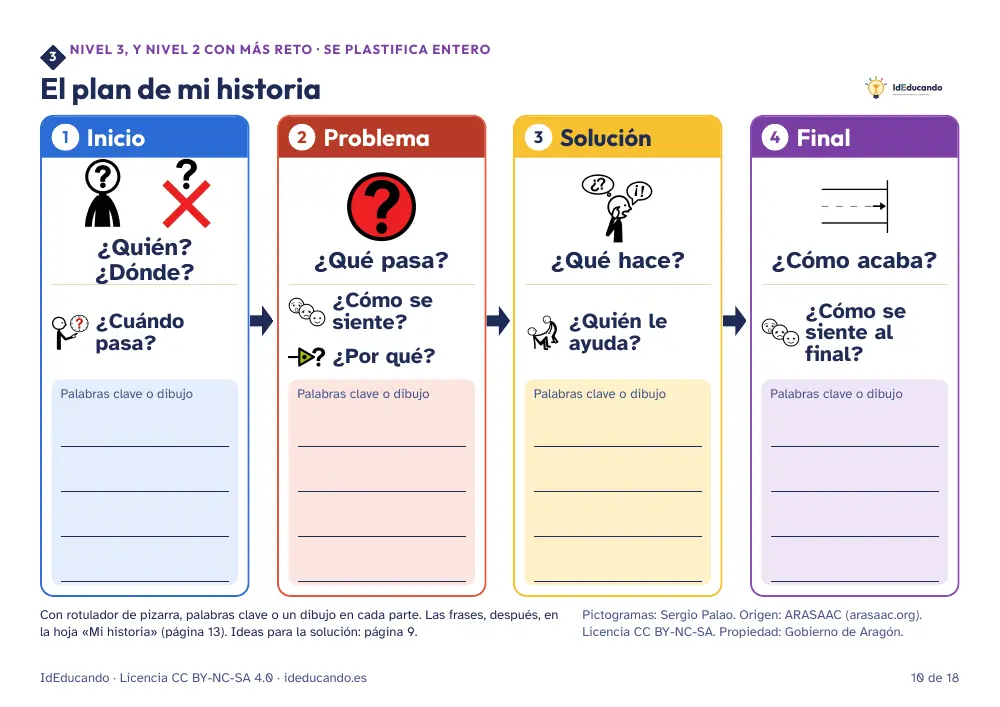 3 NIVEL 3, Y NIVEL 2 CON MÁS RETO · SE PLASTIFICA ENTERO
El plan de mi historia
IdEducando
1 Inicio
¿Quién?
¿Dónde?
¿Cuándo
pasa?
Palabras clave o dibujo
2 Problema
¿Qué pasa?
¿Cómo se
siente?
¿Por qué?
Palabras clave o dibujo
3 Solución
¿Qué hace?
¿Quién le
ayuda?
Palabras clave o dibujo
4 Final
¿Cómo acaba?
¿Cómo se
siente al
final?
Palabras clave o dibujo
Con rotulador de pizarra, palabras clave o un dibujo en cada parte. Las frases, después, en
la hoja «Mi historia» (página 13). Ideas para la solución: página 9.
Pictogramas: Sergio Palao. Origen: ARASAAC (arasaac.org).
Licencia CC BY-NC-SA. Propiedad: Gobierno de Aragón.
IdEducando · Licencia CC BY-NC-SA 4.0 · ideducando.es
10 de 18